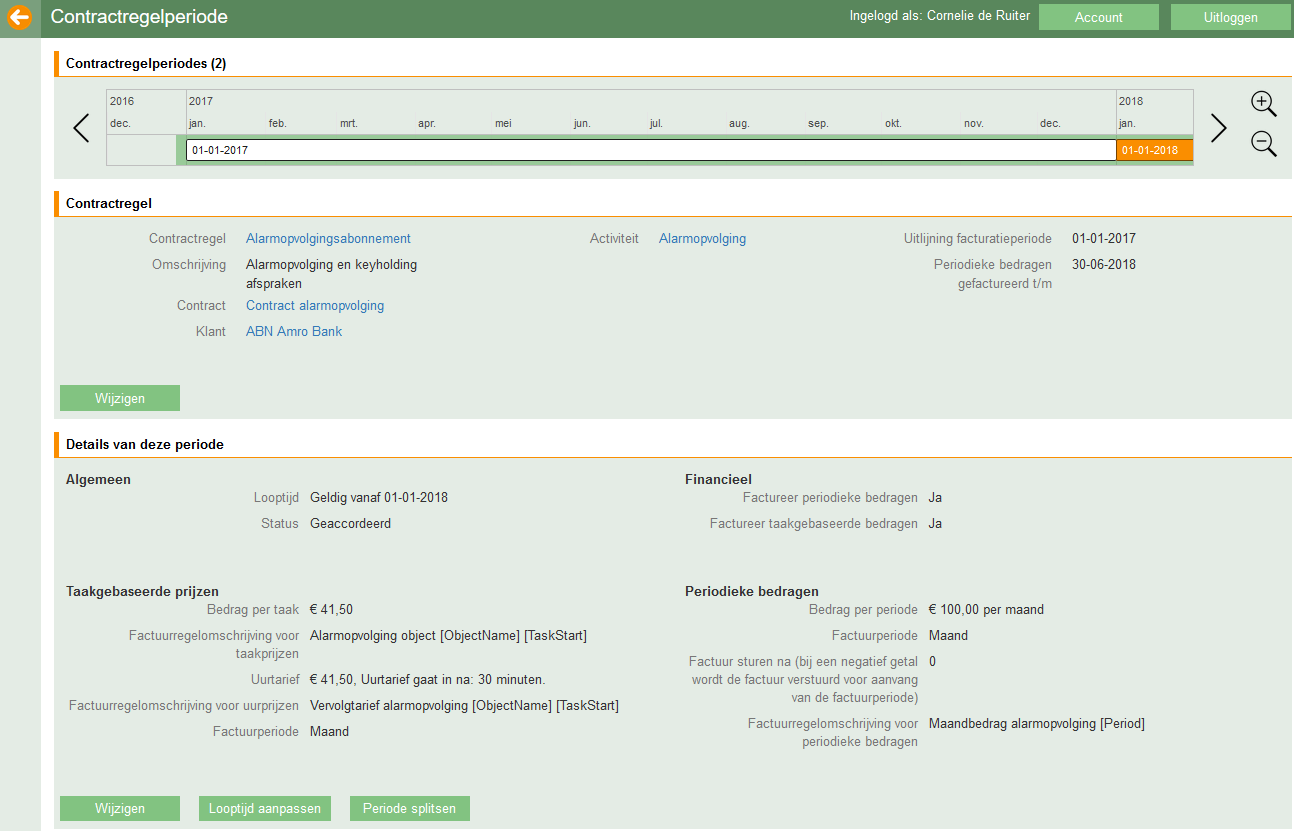 Contractregelperiode
Ingelogd als: Cornelie de Ruiter
Account
Uitloggen
Contractregelperiodes (2)
2016 2017 2018
dec. jan. feb. mrt. apr. mei jun. jul. aug. sep. okt. nov. dec. jan.
01-01-2017 01-01-2018
Contractregel
Contractregel Alarmopvolgingsabonnement
Omschrijving Alarmopvolging en keyholding
afspraken
Contract Contract alarmopvolging
Klant ABN Amro Bank
Activiteit Alarmopvolging
Uitlijning facturatieperiode 01-01-2017
Periodieke bedragen 30-06-2018
gefactureerd t/m
Wijzigen
Details van deze periode
Algemeen
Looptijd Geldig vanaf 01-01-2018
Status Geaccordeerd
Financieel
Factureer periodieke bedragen Ja
Factureer taakgebaseerde bedragen Ja
Taakgebaseerde prijzen
Bedrag per taak € 41,50
Factuurregelomschrijving voor Alarmopvolging object [ObjectName] [TaskStart]
taakprijzen
Uurtarief € 41,50, Uurtarief gaat in na: 30 minuten.
Factuurregelomschrijving voor uurprijzen Vervolgtarief alarmopvolging [ObjectName] [TaskStart]
Factuurperiode Maand
Periodieke bedragen
Bedrag per periode € 100,00 per maand
Factuurperiode Maand
Factuur sturen na (bij een negatief getal 0
wordt de factuur verstuurd voor aanvang
van de factuurperiode)
Factuurregelomschrijving voor Maandbedrag alarmopvolging [Period]
periodieke bedragen
Wijzigen
Looptijd aanpassen
Periode splitsen